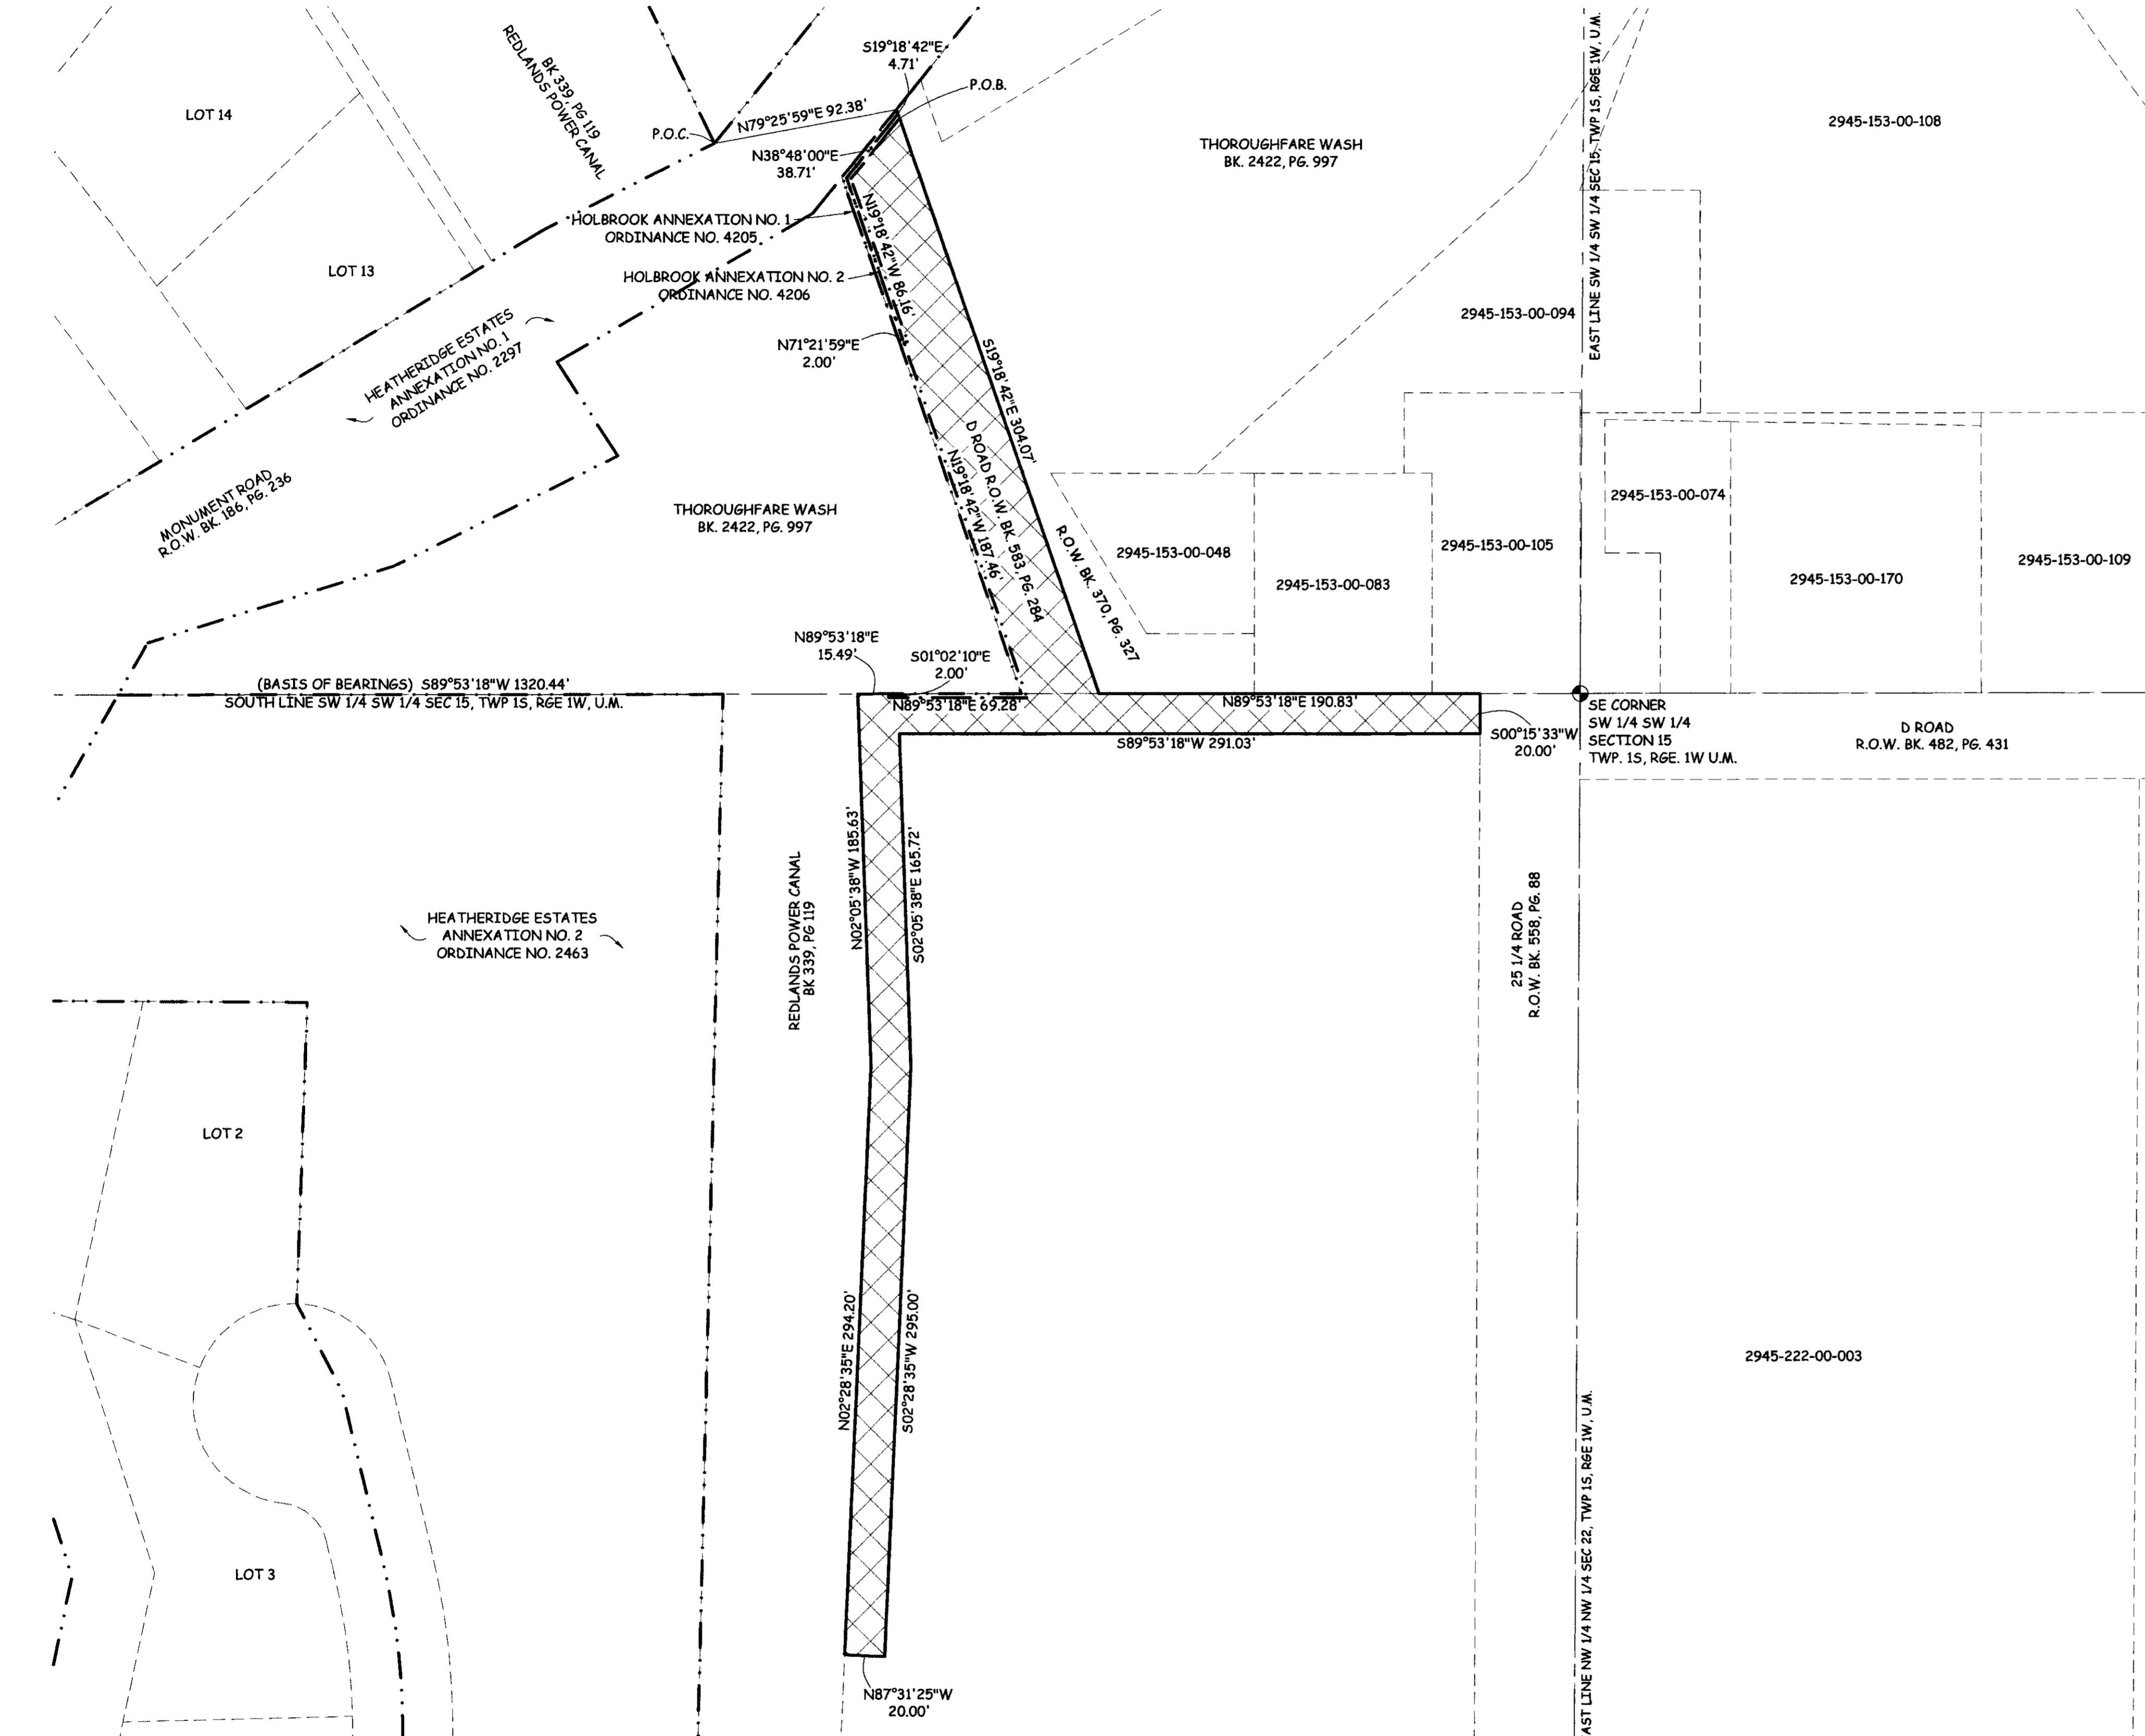 S19°18'42"E
4.71'
P.O.B.
BK 339, PG 119
REDLANDS POWER CANAL
N79°25'59"E 92.38'
P.O.C.
N38°48'00"E
38.71'
LOT 14
LOT 13
THOROUGHFARE WASH
BK. 2422, PG. 997
EAST LINE SW 1/4 SW 1/4 SEC 15, TWP 1S, RGE 1W, U.M.
2945-153-00-108
HOLBROOK ANNEXATION NO. 1
ORDINANCE NO. 4205
HOLBROOK ANNEXATION NO. 2
ORDINANCE NO. 4206
N19°18'42"W 86.16'
N71°21'59"E
2.00'
HEATHERIDGE ESTATES
ANNEXATION NO. 1
ORDINANCE NO. 2297
S19°18'42"E 304.07'
2945-153-00-094
MONUMENT ROAD
R.O.W. BK. 186, PG. 236
THOROUGHFARE WASH
BK. 2422, PG. 997
N19°18'42"W 187.46'
D ROAD R.O.W. BK. 583, PG. 284
R.O.W. BK. 370, PG. 327
2945-153-00-048
2945-153-00-083
2945-153-00-105
2945-153-00-074
2945-153-00-170
2945-153-00-109
N89°53'18"E
15.49'
S01°02'10"E
2.00'
(BASIS OF BEARINGS) S89°53'18"W 1320.44'
SOUTH LINE SW 1/4 SW 1/4 SEC 15, TWP 1S, RGE 1W, U.M.
N89°53'18"E 69.28'
N89°53'18"E 190.83'
S89°53'18"W 291.03'
S00°15'33"W
20.00'
SE CORNER
SW 1/4 SW 1/4
SECTION 15
TWP. 1S, RGE. 1W U.M.
D ROAD
R.O.W. BK. 482, PG. 431
N02°05'38"W 185.63'
S02°05'38"E 165.72'
REDLANDS POWER CANAL
BK 339, PG 119
HEATHERIDGE ESTATES
ANNEXATION NO. 2
ORDINANCE NO. 2463
25 1/4 ROAD
R.O.W. BK. 558, PG. 88
LOT 2
N02°28'35"E 294.20'
S02°28'35"W 295.00'
2945-222-00-003
LOT 3
AST LINE NW 1/4 NW 1/4 SEC 22, TWP 1S, RGE 1W, U.M.
N87°31'25"W
20.00'